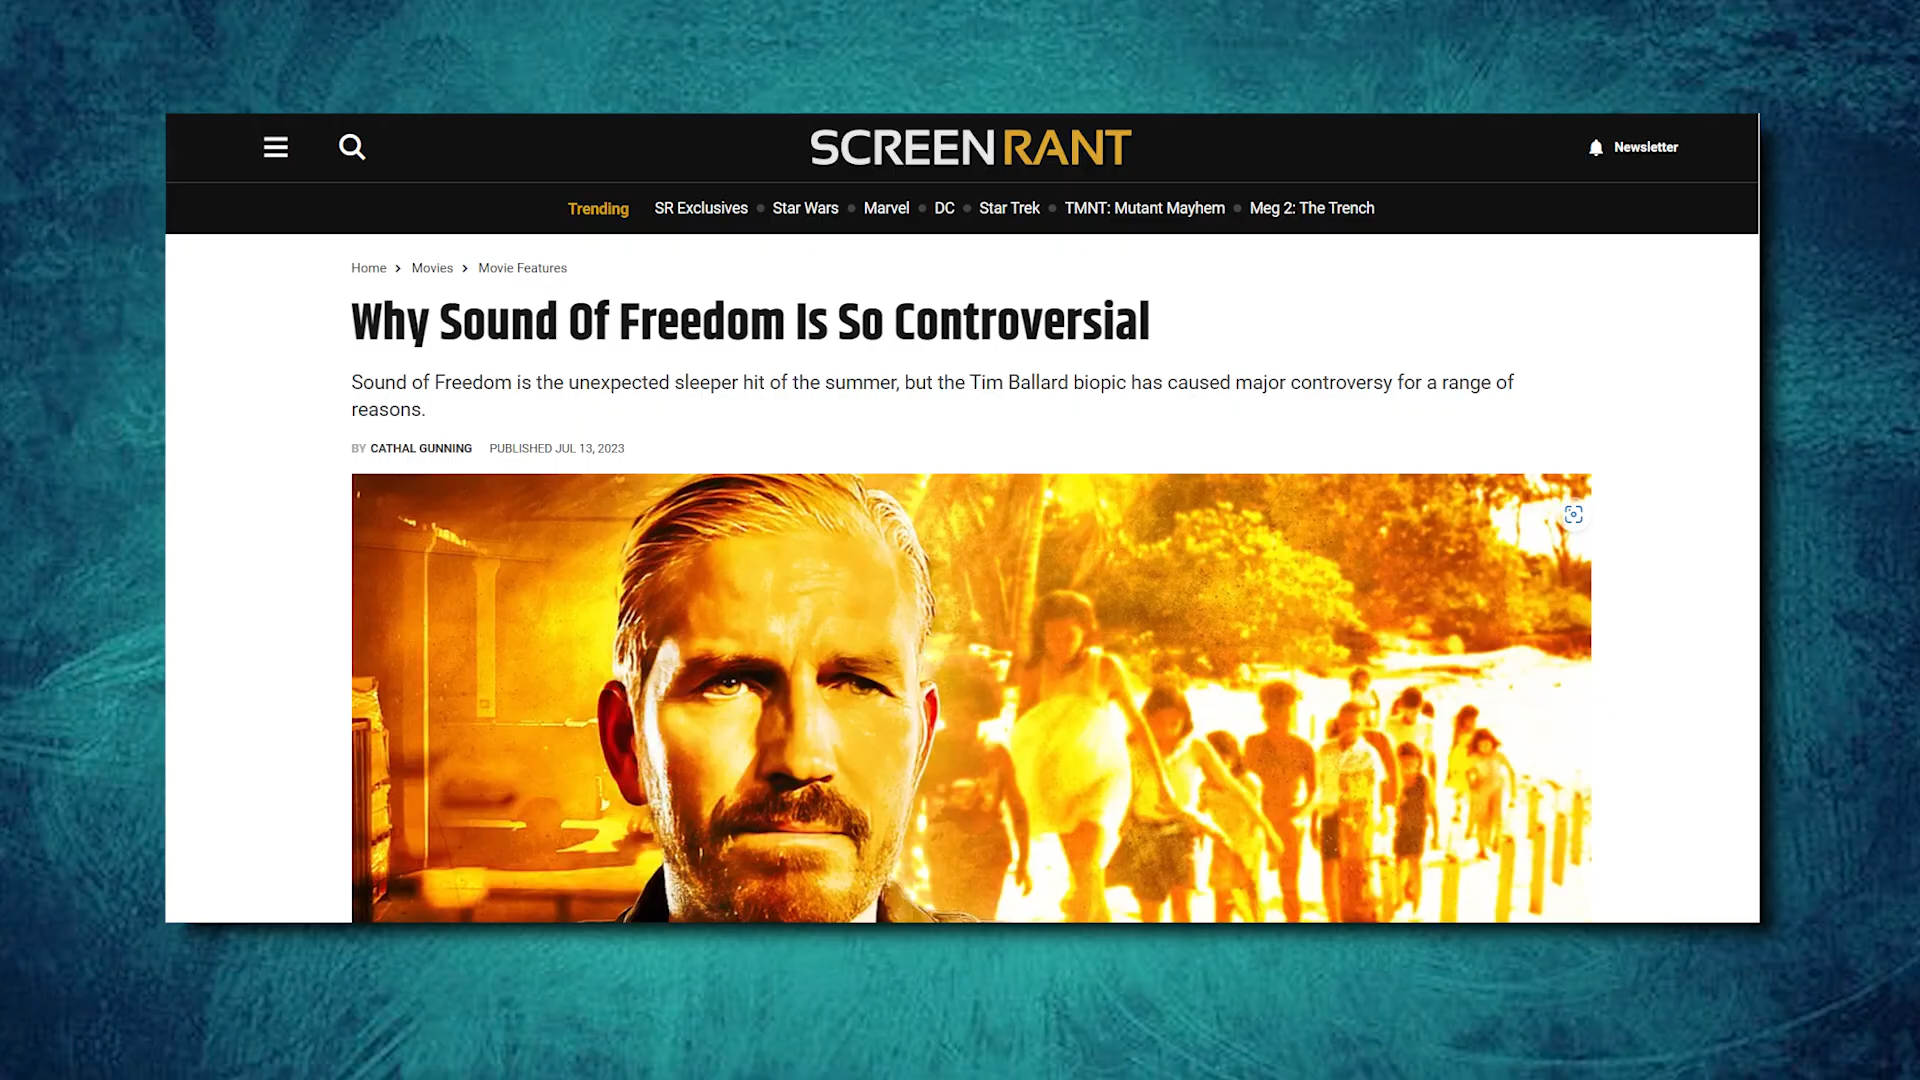 SCREENRANT
Newsletter
Trending SR Exclusives Star Wars Marvel DC Star Trek TMNT: Mutant Mayhem Meg 2: The Trench
Home > Movies > Movie Features
Why Sound Of Freedom Is So Controversial
Sound of Freedom is the unexpected sleeper hit of the summer, but the Tim Ballard biopic has caused major controversy for a range of
reasons.
BY CATHAL GUNNING PUBLISHED JUL 13, 2023